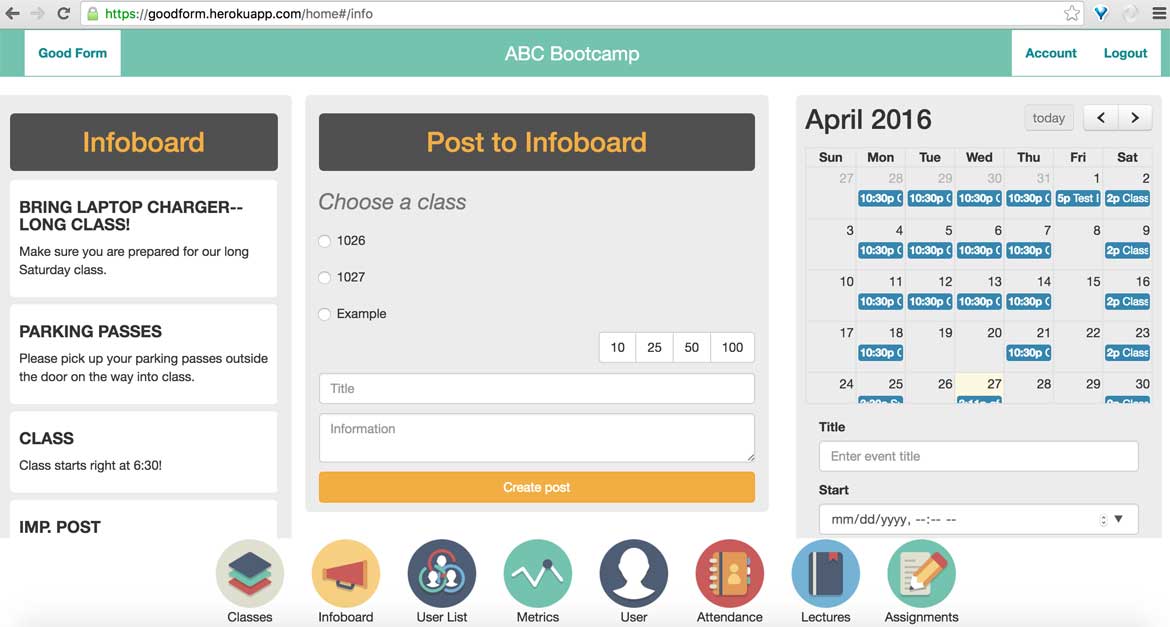 https://goodform.herokuapp.com/home#/info
Good Form
ABC Bootcamp
Account
Logout
Infoboard
BRING LAPTOP CHARGER--
LONG CLASS!
Make sure you are prepared for our long
Saturday class.
PARKING PASSES
Please pick up your parking passes outside
the door on the way into class.
CLASS
Class starts right at 6:30!
IMP. POST
Post to Infoboard
Choose a class
1026
1027
Example
10 25 50 100
Title
Information
Create post
April 2016
today
Sun Mon Tue Wed Thu Fri Sat
27 28 29 30 31 1 2
10:30p 10:30p 10:30p 10:30p 5p Test 2p Class
3 4 5 6 7 8 9
10:30p 10:30p 10:30p 10:30p 2p Class
10 11 12 13 14 15 16
10:30p 10:30p 10:30p 10:30p 2p Class
17 18 19 20 21 22 23
10:30p 10:30p 2p Class
24 25 26 27 28 29 30
Title
Enter event title
Start
mm/dd/yyyy, --:-- --
Classes
Infoboard
User List
Metrics
User
Attendance
Lectures
Assignments